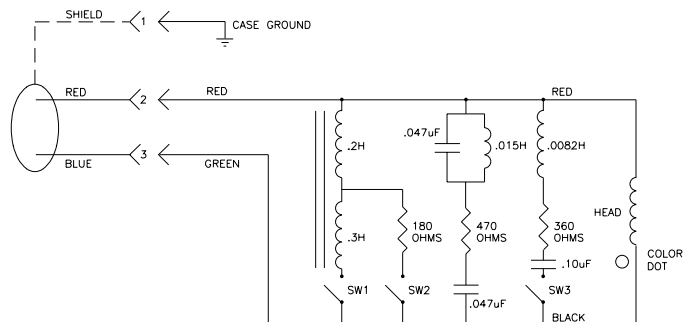 SHIELD
1
CASE GROUND
RED
2
RED
RED
BLUE
3
GREEN
.2H
.047uF
.015H
.0082H
.3H
180
OHMS
470
OHMS
360
OHMS
HEAD
.10uF
COLOR
DOT
SW1
SW2
.047uF
SW3
BLACK